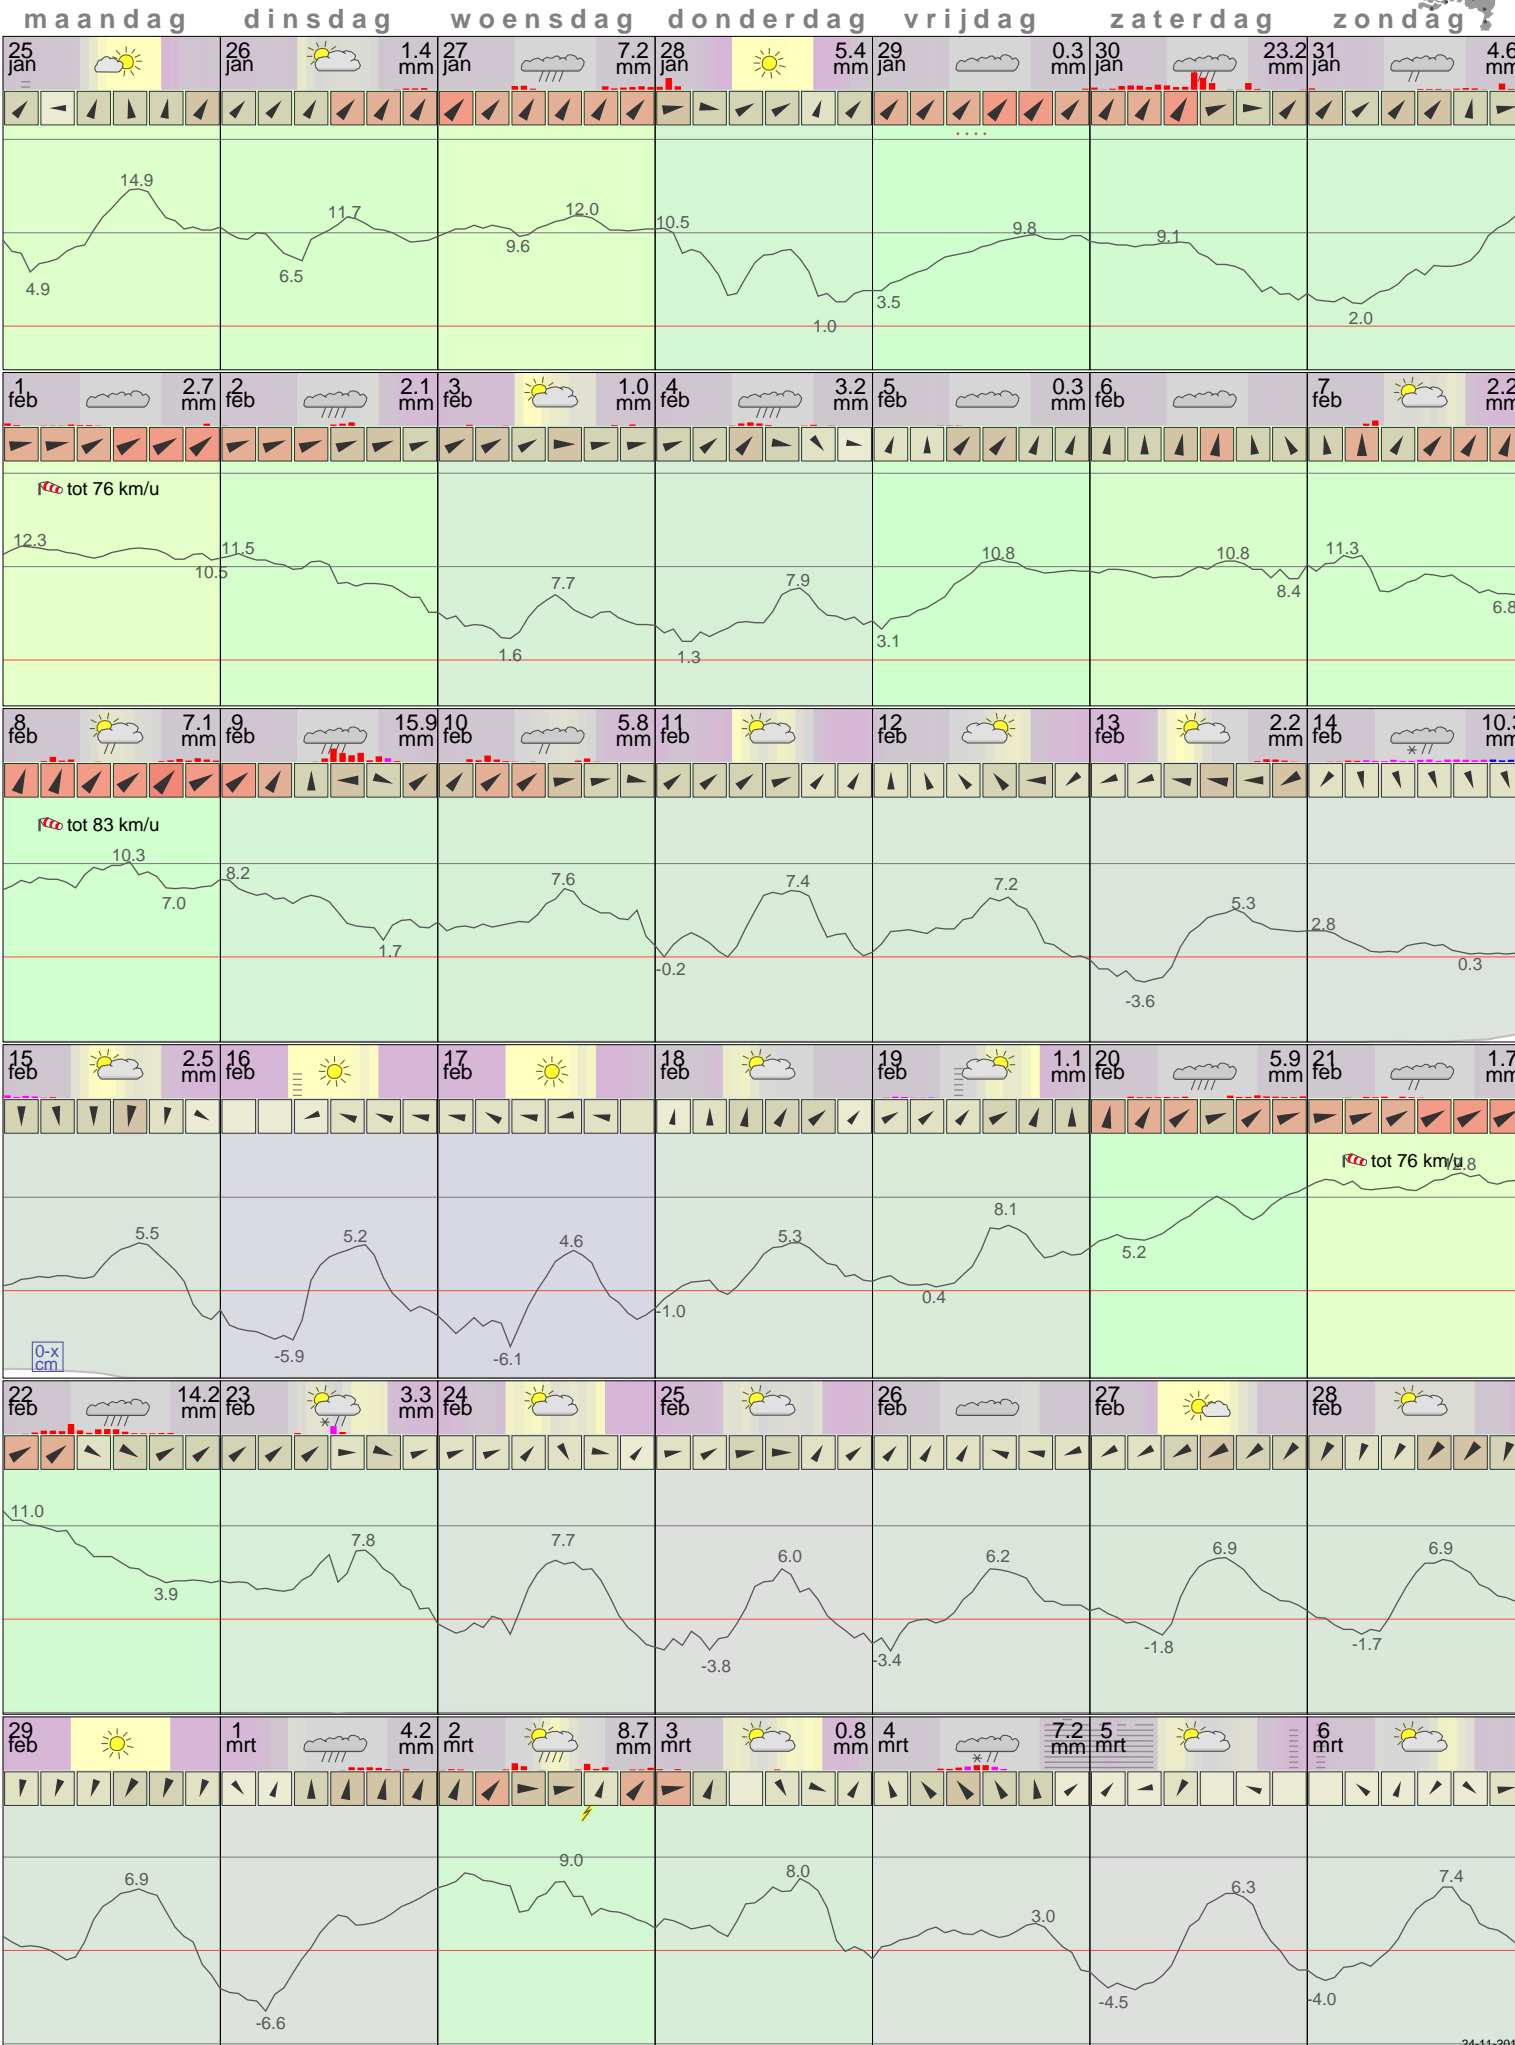 maandag dinsdag woensdag donderdag vrijdag zaterdag zondag
25 jan 26 jan 1.4 mm 27 jan 7.2 mm 28 jan 5.4 mm 29 jan 0.3 mm 30 jan 23.2 mm 31 jan 4.6 mm
14.9 11.7 12.0 10.5 9.8 9.1
4.9 6.5 9.6 1.0 3.5 2.0
1 feb 2.7 mm 2 feb 2.1 mm 3 feb 1.0 mm 4 feb 3.2 mm 5 feb 0.3 mm 6 feb 7 feb 2.2 mm
tot 76 km/u
12.3 11.5 7.7 7.9 10.8 10.8 11.3
10.5 1.6 1.3 3.1 8.4 6.8
8 feb 7.1 mm 9 feb 15.9 mm 10 feb 5.8 mm 11 feb 12 feb 13 feb 2.2 mm 14 feb 10.3 mm
tot 83 km/u
10.3 8.2 7.6 7.4 7.2 5.3 2.8
7.0 1.7 -0.2 -3.6 0.3
15 feb 2.5 mm 16 feb 17 feb 18 feb 19 feb 1.1 mm 20 feb 5.9 mm 21 feb 1.7 mm
tot 76 km/u 12.8
5.5 5.2 4.6 5.3 8.1
-5.9 -6.1 -1.0 0.4 5.2
0-x
cm
22 feb 14.2 mm 23 feb 3.3 mm 24 feb 25 feb 26 feb 27 feb 28 feb
11.0 7.8 7.7 6.0 6.2 6.9 6.9
3.9 -3.8 -3.4 -1.8 -1.7
29 feb 1 mrt 4.2 mm 2 mrt 8.7 mm 3 mrt 0.8 mm 4 mrt 7.2 mm 5 mrt 6 mrt
6.9 9.0 8.0 3.0 6.3 7.4
-6.6 -4.5 -4.0